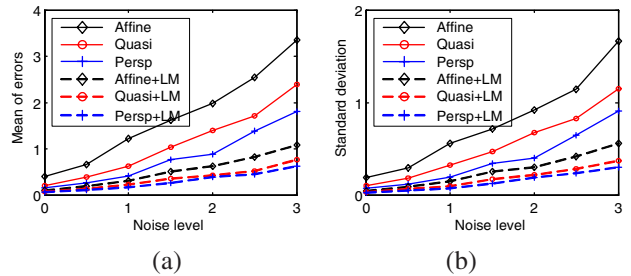 4
3
2
1
0
Mean of errors
Affine
Quasi
Persp
Affine+LM
Quasi+LM
Persp+LM
0 1 2 3
Noise level
(a)
2
1
0
Standard deviation
Affine
Quasi
Persp
Affine+LM
Quasi+LM
Persp+LM
0 1 2 3
Noise level
(b)